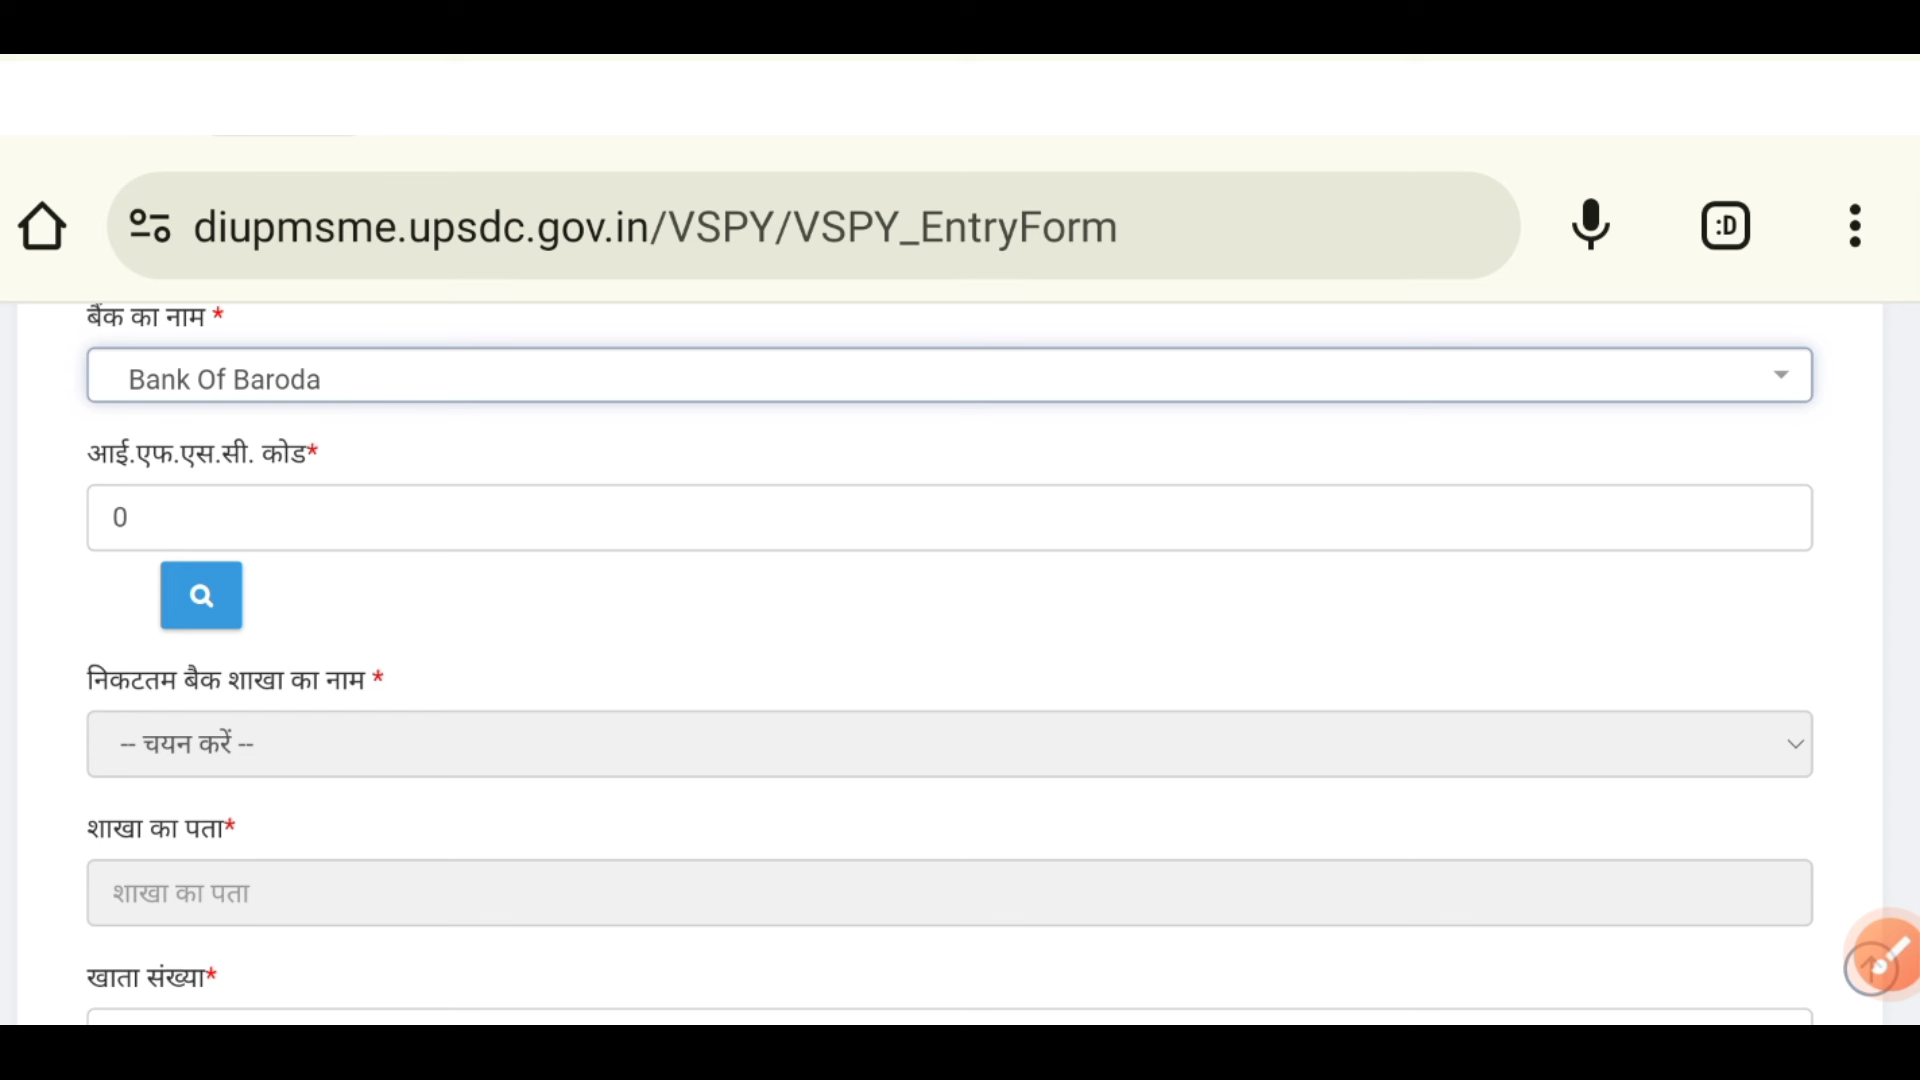 diupmsme.upsdc.gov.in/VSPY/VSPY_EntryForm
:D
बैंक का नाम *
Bank Of Baroda
आई.एफ.एस.सी. कोड*
0
निकटतम बैक शाखा का नाम *
-- चयन करें --
शाखा का पता*
शाखा का पता
खाता संख्या*